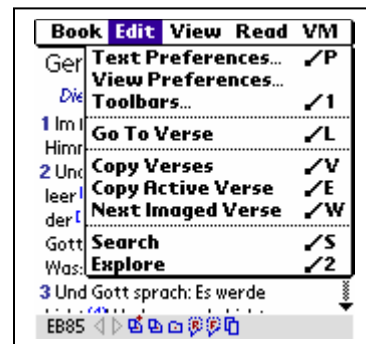 Book Edit View Read VM
Ger Text Preferences... ⁄P
View Preferences...
Die Toolbars... ⁄1
1 Im
Go To Verse ⁄L
Himm
2 Und Copy Verses ⁄V
leer Copy Active Verse ⁄E
der Next Imaged Verse ⁄W
Gott Search ⁄S
Was: Explore ⁄2
3 Und Gott sprach: Es werde
EB85